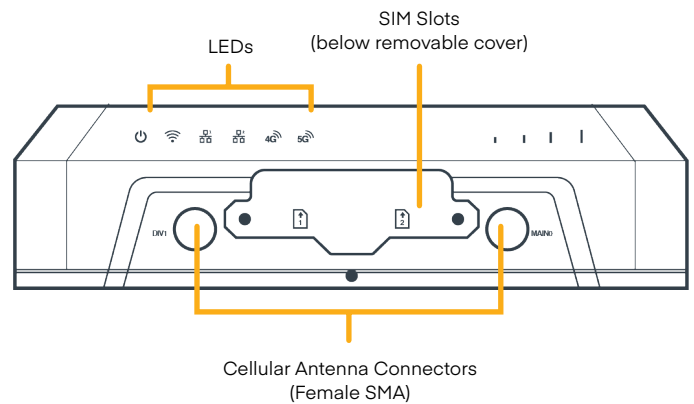 SIM Slots
(below removable cover)
LEDs
4G
5G
1
2
DIV1
MAIN0
Cellular Antenna Connectors
(Female SMA)